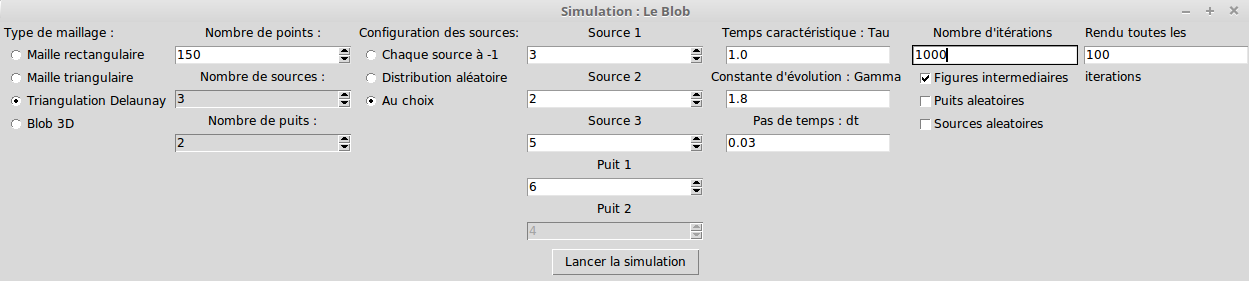 Simulation : Le Blob
Type de maillage :
Maille rectangulaire
Maille triangulaire
Triangulation Delaunay
Blob 3D
Nombre de points :
150
Nombre de sources :
3
Nombre de puits :
2
Configuration des sources:
Chaque source à -1
Distribution aléatoire
Au choix
Source 1
3
Source 2
2
Source 3
5
Puit 1
6
Puit 2
4
Temps caractéristique : Tau
1.0
Constante d'évolution : Gamma
1.8
Pas de temps : dt
0.03
Nombre d'itérations
1000
Figures intermediaires
Puits aleatoires
Sources aleatoires
Rendu toutes les
100
iterations
Lancer la simulation